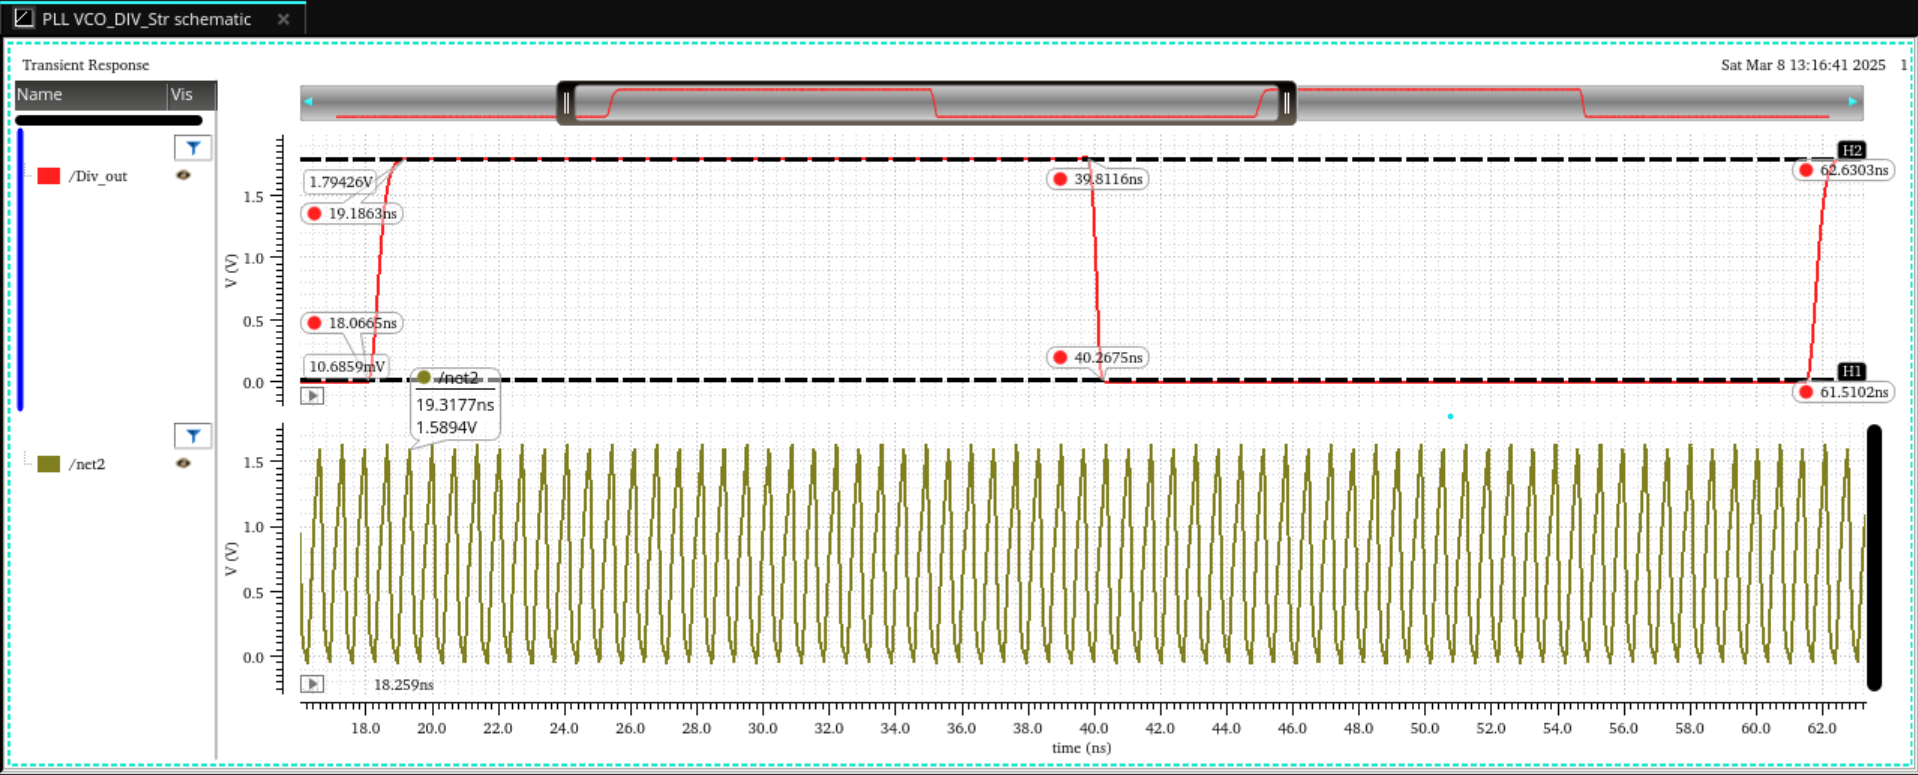 PLL VCO_DIV_Str schematic ×
Transient Response
Sat Mar 8 13:16:41 2025 1
Name Vis
/Div_out
V (V)
1.5
1.0
0.5
0.0
1.79426V
19.1863ns
18.0665ns
10.6859mV
39.8116ns
40.2675ns
H2
62.6303ns
H1
61.5102ns
/net2
19.3177ns
1.5894V
/net2
V (V)
1.5
1.0
0.5
0.0
18.259ns
18.0 20.0 22.0 24.0 26.0 28.0 30.0 32.0 34.0 36.0 38.0 40.0 42.0 44.0 46.0 48.0 50.0 52.0 54.0 56.0 58.0 60.0 62.0
time (ns)